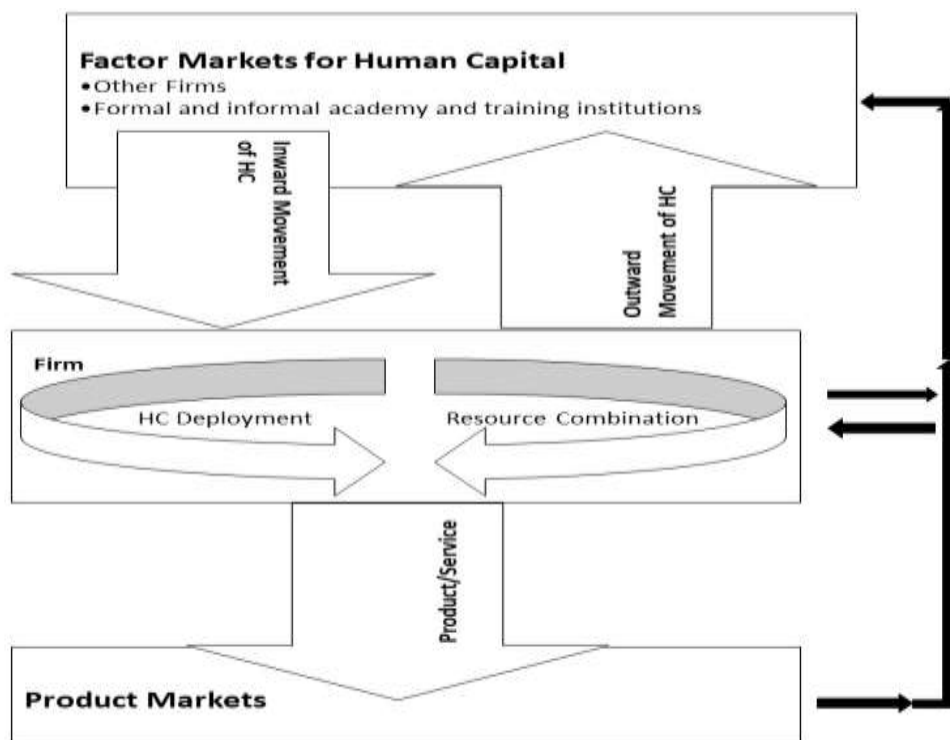 Factor Markets for Human Capital
•Other Firms
•Formal and informal academy and training institutions
Inward Movement
of HC
Outward
Movement of HC
Firm
HC Deployment
Resource Combination
Product/Service
Product Markets